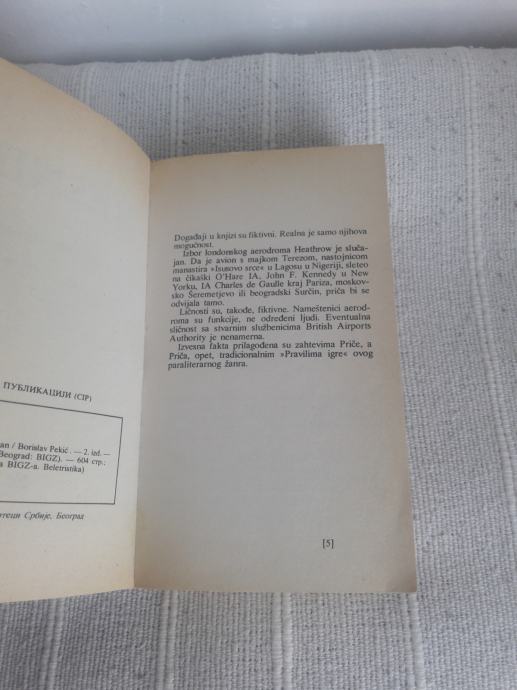 ПУБЛИКАЦИЈИ (CIP)
an / Borislav Pekić. — 2. izd. —
Beograd: BIGZ). — 604 стр.;
a BIGZ-a. Beletristika)
Србије, Београд
Događaji u knjizi su fiktivni. Realna je samo njihova
mogućnost.
Izbor londonskog aerodroma Heathrow je sluča-
jan. Da je avion s majkom Terezom, nastojnicom
manastira »Isusovo srce« u Lagosu u Nigeriji, sleteo
na čikaški O'Hare IA, John F. Kennedy u New
Yorku, IA Charles de Gaulle kraj Pariza, moskov-
sko Šeremetjevo ili beogradski Surčin, priča bi se
odvijala tamo.
Ličnosti su, takođe, fiktivne. Nameštenici aerod-
roma su funkcije, ne određeni ljudi. Eventualna
sličnost sa stvarnim službenicima British Airports
Authority je nenamerna.
Izvesna fakta prilagođena su zahtevima Priče, a
Priča, opet, tradicionalnim »Pravilima igre« ovog
paraliterarnog žanra.
[5]